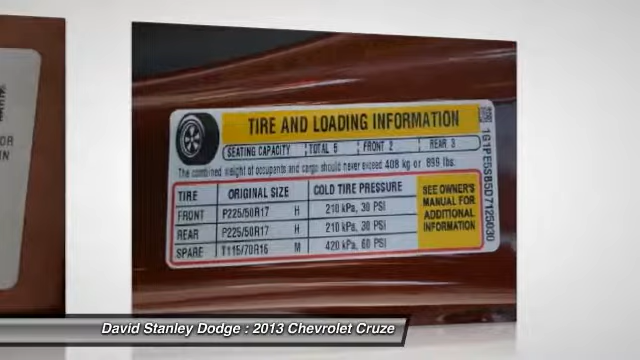 OR
IN
TIRE AND LOADING INFORMATION
SEATING CAPACITY TOTAL 5 FRONT 2 REAR 3
The combined weight of occupants and cargo should never exceed 408 kg or 899 lbs.
TIRE ORIGINAL SIZE COLD TIRE PRESSURE
FRONT P225/50R17 H 210 kPa, 30 PSI
REAR P225/50R17 H 210 kPa, 30 PSI
SPARE T115/70R16 M 420 kPa, 60 PSI
SEE OWNER'S
MANUAL FOR
ADDITIONAL
INFORMATION
1G1PE5SB5D7125030
David Stanley Dodge : 2013 Chevrolet Cruze